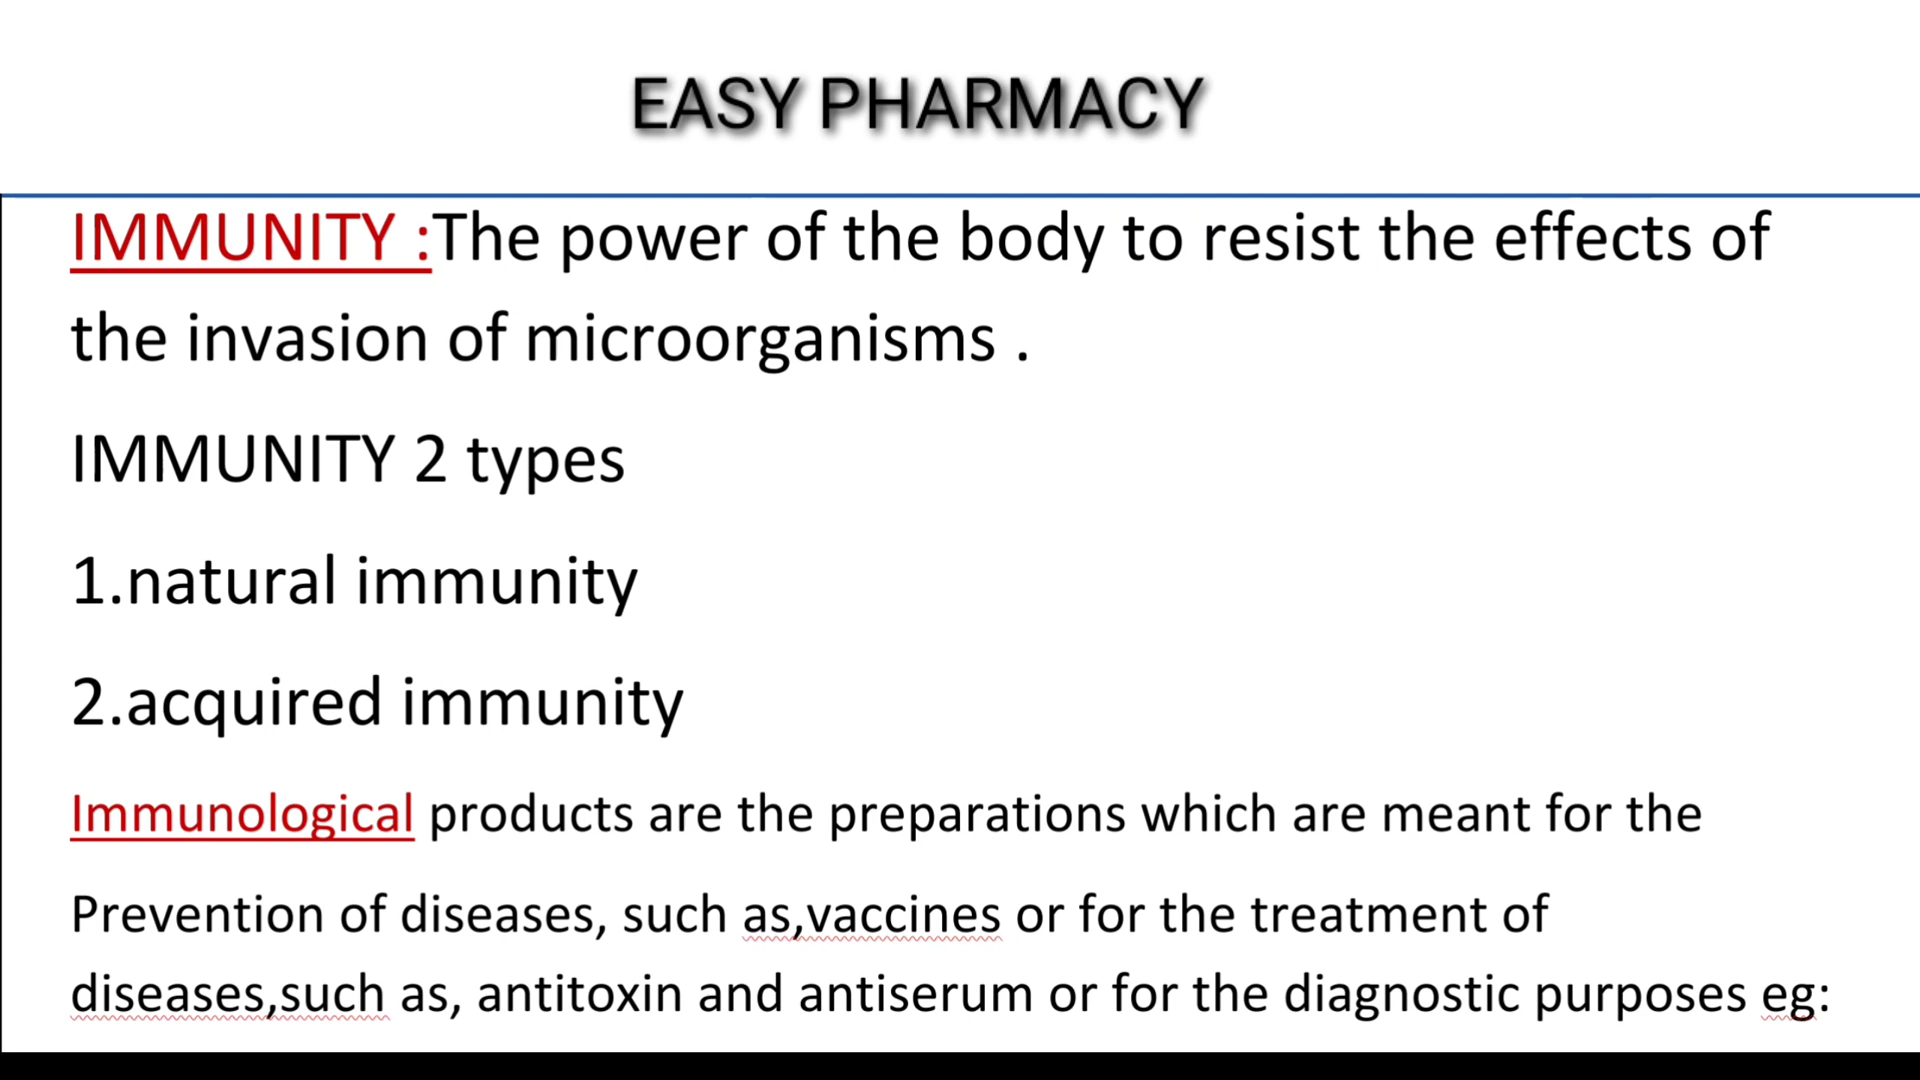 EASY PHARMACY
IMMUNITY :The power of the body to resist the effects of
the invasion of microorganisms .
IMMUNITY 2 types
1.natural immunity
2.acquired immunity
Immunological products are the preparations which are meant for the
Prevention of diseases, such as,vaccines or for the treatment of
diseases,such as, antitoxin and antiserum or for the diagnostic purposes eg: